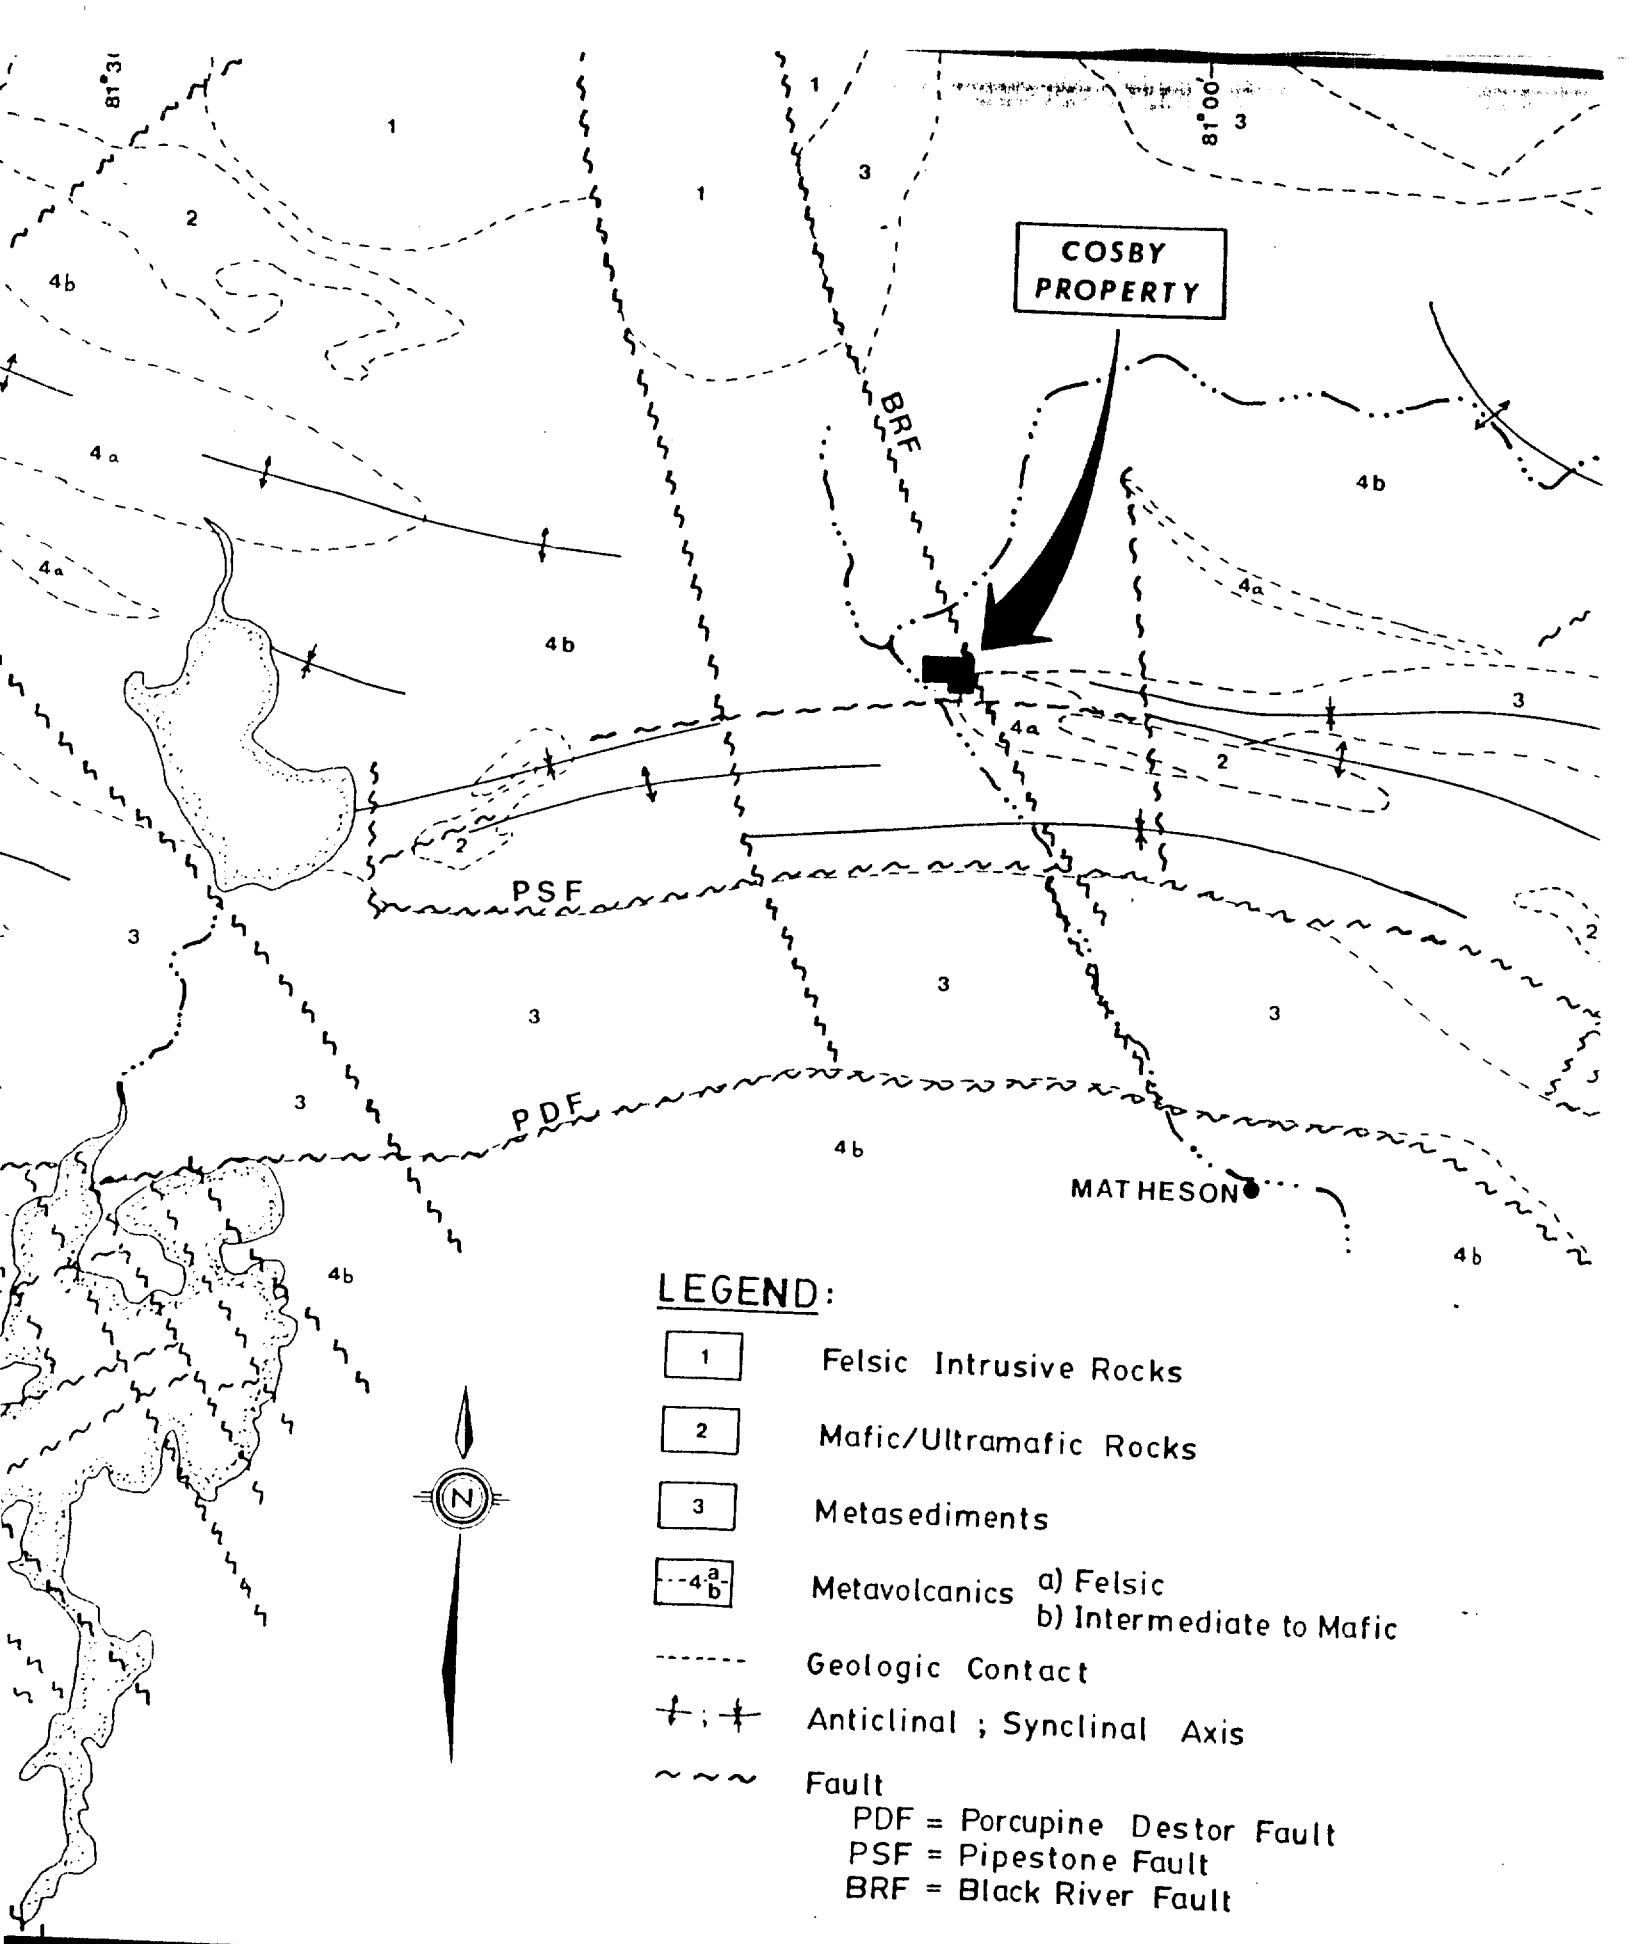 81°3
81°00'
1
1
3
3
1
2
COSBY
PROPERTY
4b
BRF
4a
4b
4a
4a
4b
3
4a
2
2
PSF
2
3
3
3
3
3
PDF
4b
MATHESON
4b
4b
LEGEND:
1 Felsic Intrusive Rocks
2 Mafic/Ultramafic Rocks
3 Metasediments
4 a b Metavolcanics a) Felsic
b) Intermediate to Mafic
Geologic Contact
; Anticlinal ; Synclinal Axis
Fault
PDF = Porcupine Destor Fault
PSF = Pipestone Fault
BRF = Black River Fault
N